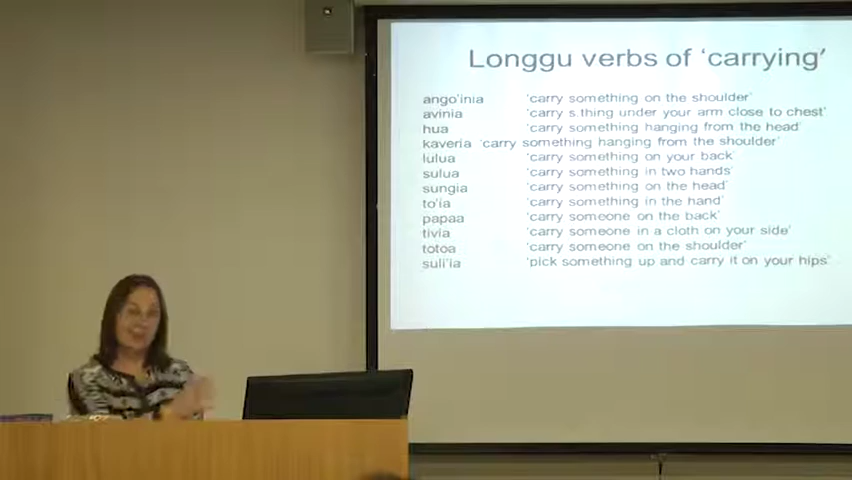 Longgu verbs of ‘carrying’
ango’inia ‘carry something on the shoulder’
avinia ‘carry s.thing under your arm close to chest’
hua ‘carry something hanging from the head’
kaveria ‘carry something hanging from the shoulder’
lulua ‘carry something on your back’
sulua ‘carry something in two hands’
sungia ‘carry something on the head’
to’ia ‘carry something in the hand’
papaa ‘carry someone on the back’
tivia ‘carry someone in a cloth on your side’
totoa ‘carry someone on the shoulder’
suli’ia ‘pick something up and carry it on your hips’